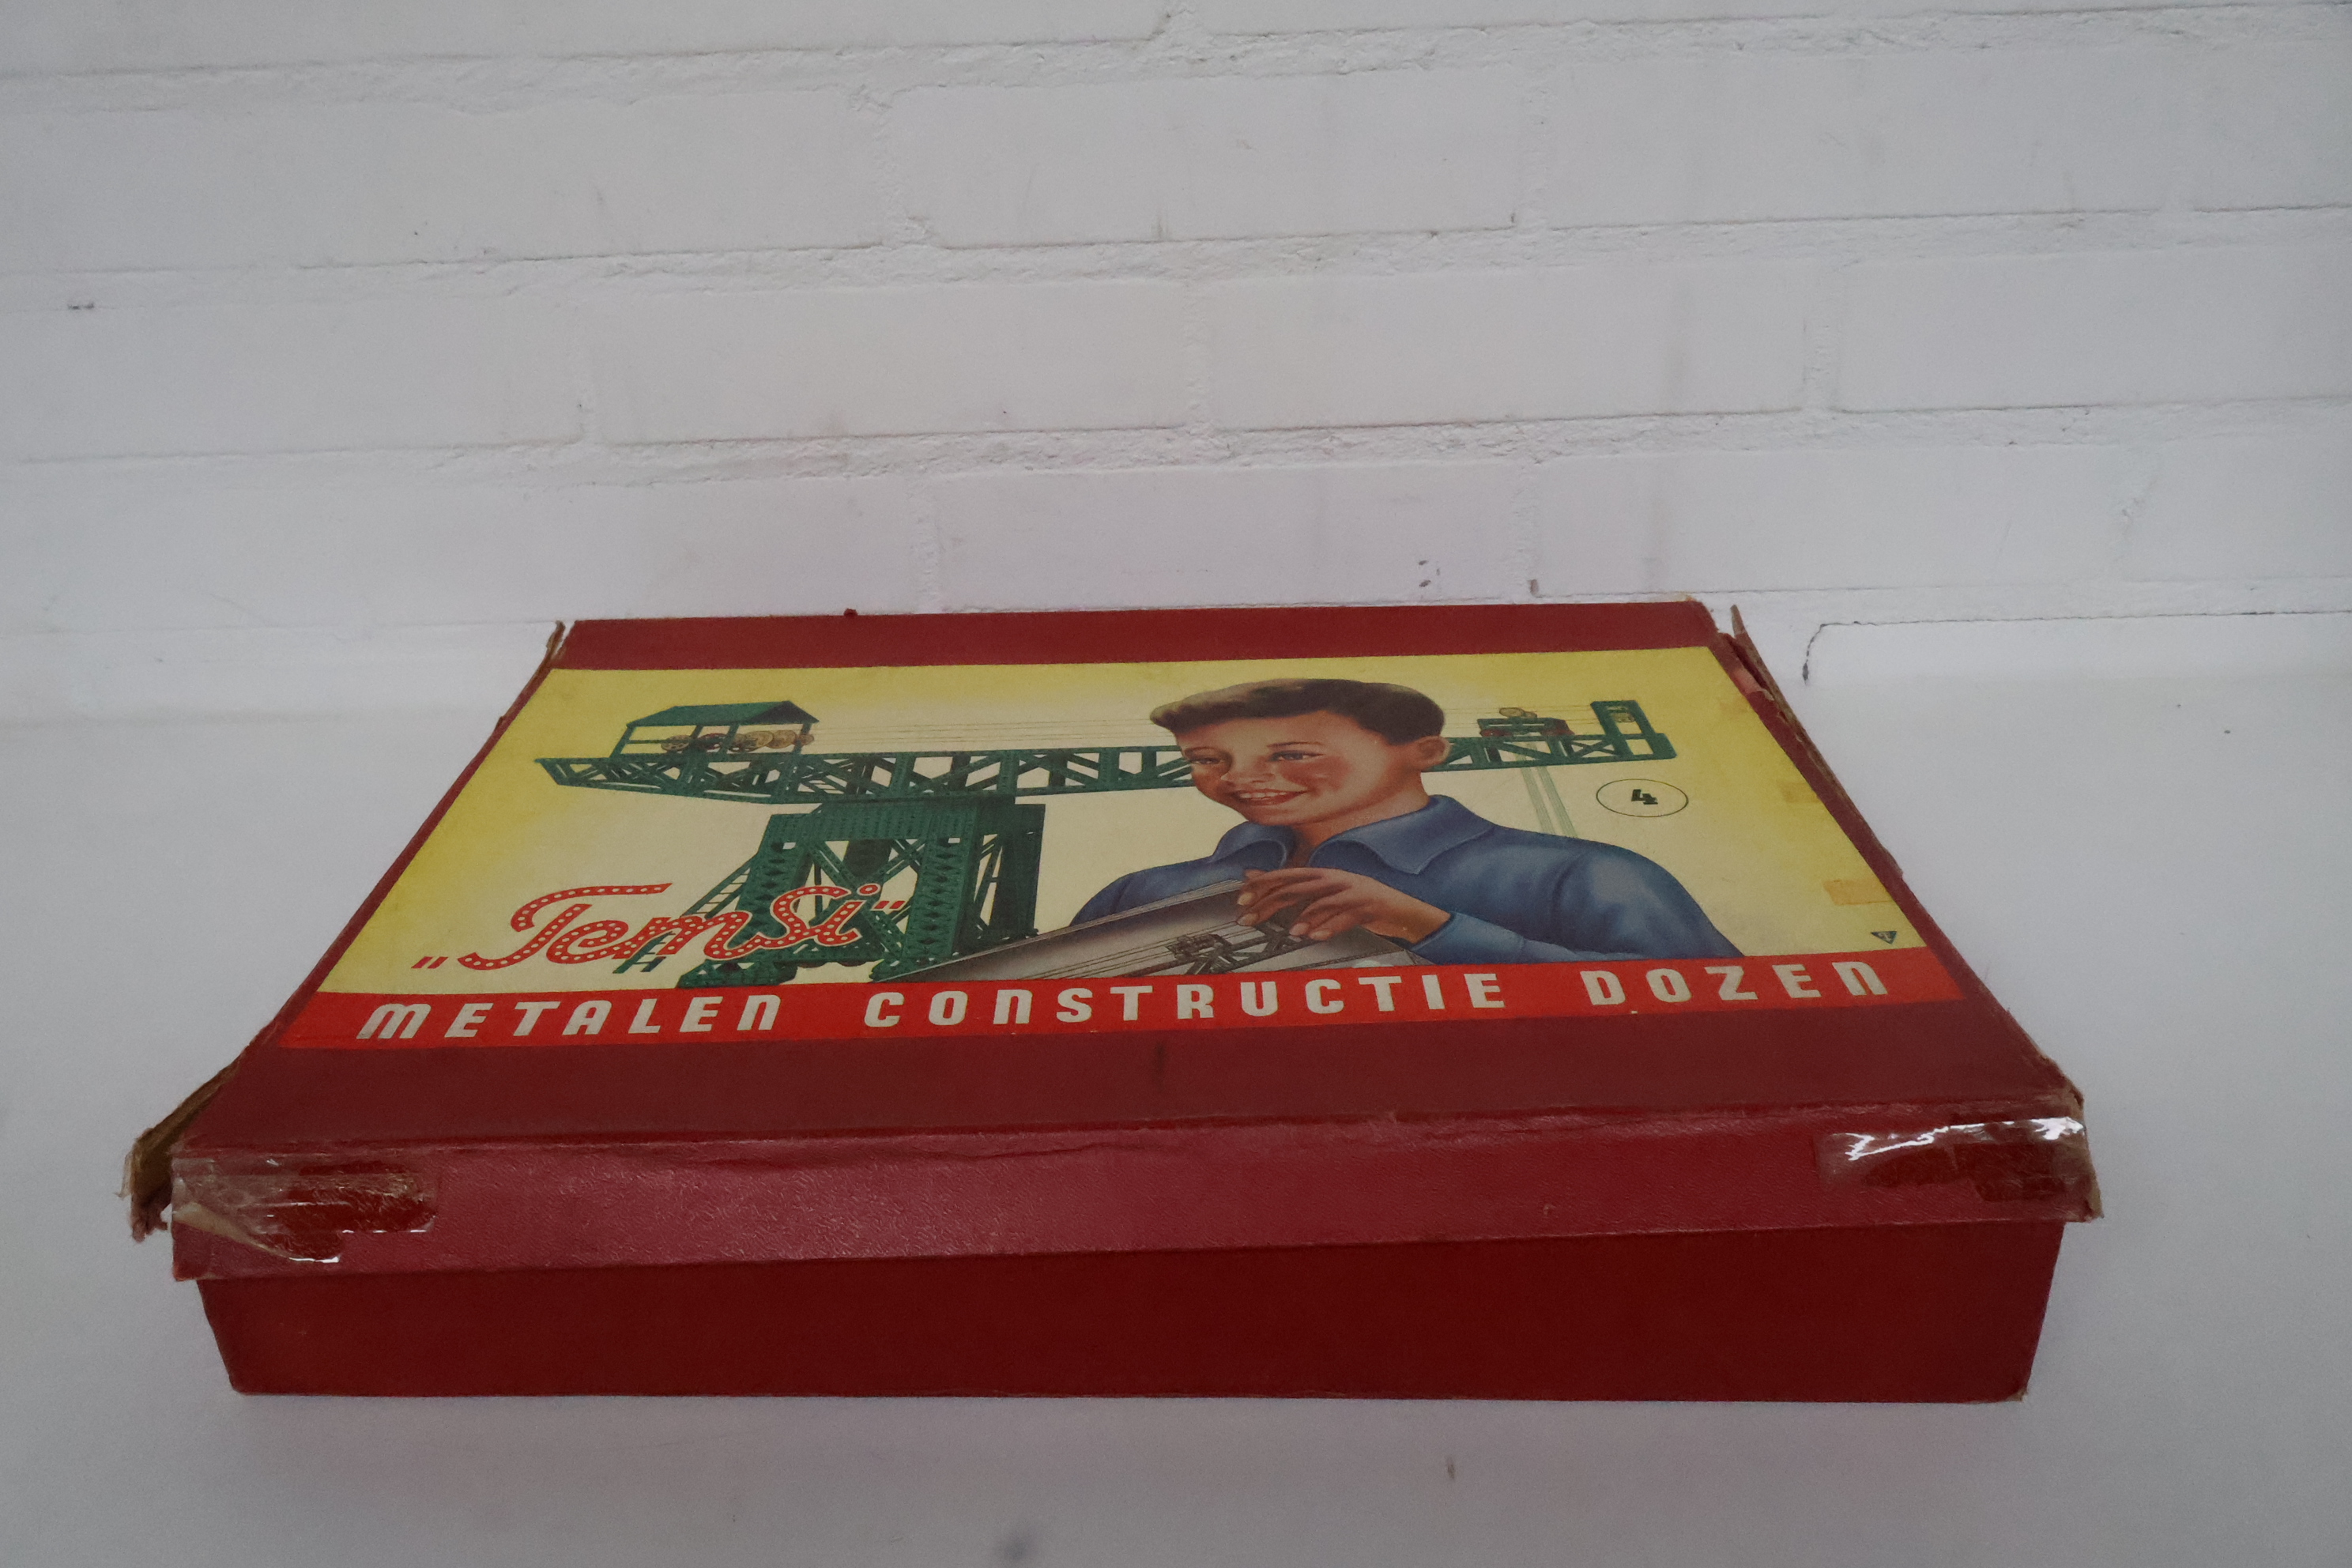 4
„TemSi"
METALEN CONSTRUCTIE DOZEN